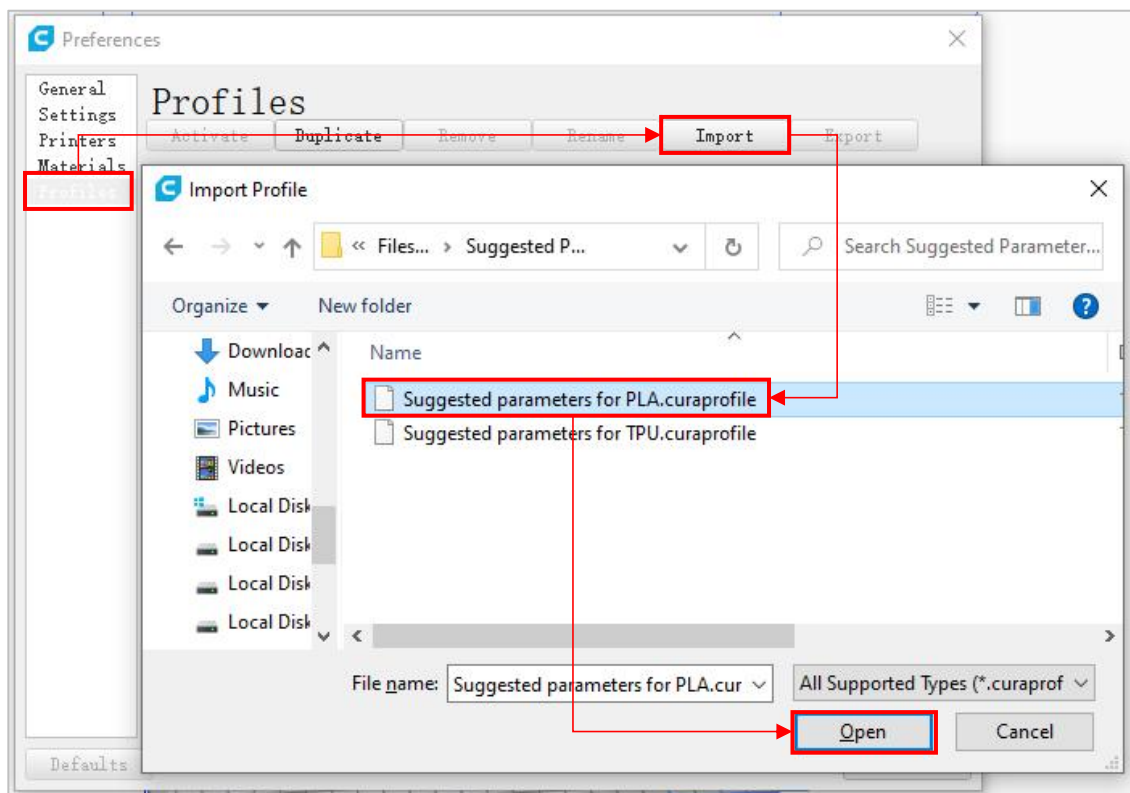 Preferences
General
Settings
Printers
Materials
Profiles
Profiles
Activate Duplicate Remove Rename Import Export
Import Profile
« Files... > Suggested P... Search Suggested Parameter...
Organize New folder
Name
Downloac
Music
Pictures
Videos
Local Disk
Local Disk
Local Disk
Local Disk
Suggested parameters for PLA.curaprofile
Suggested parameters for TPU.curaprofile
File name: Suggested parameters for PLA.cur All Supported Types (*.curaprof
Open Cancel
Defaults